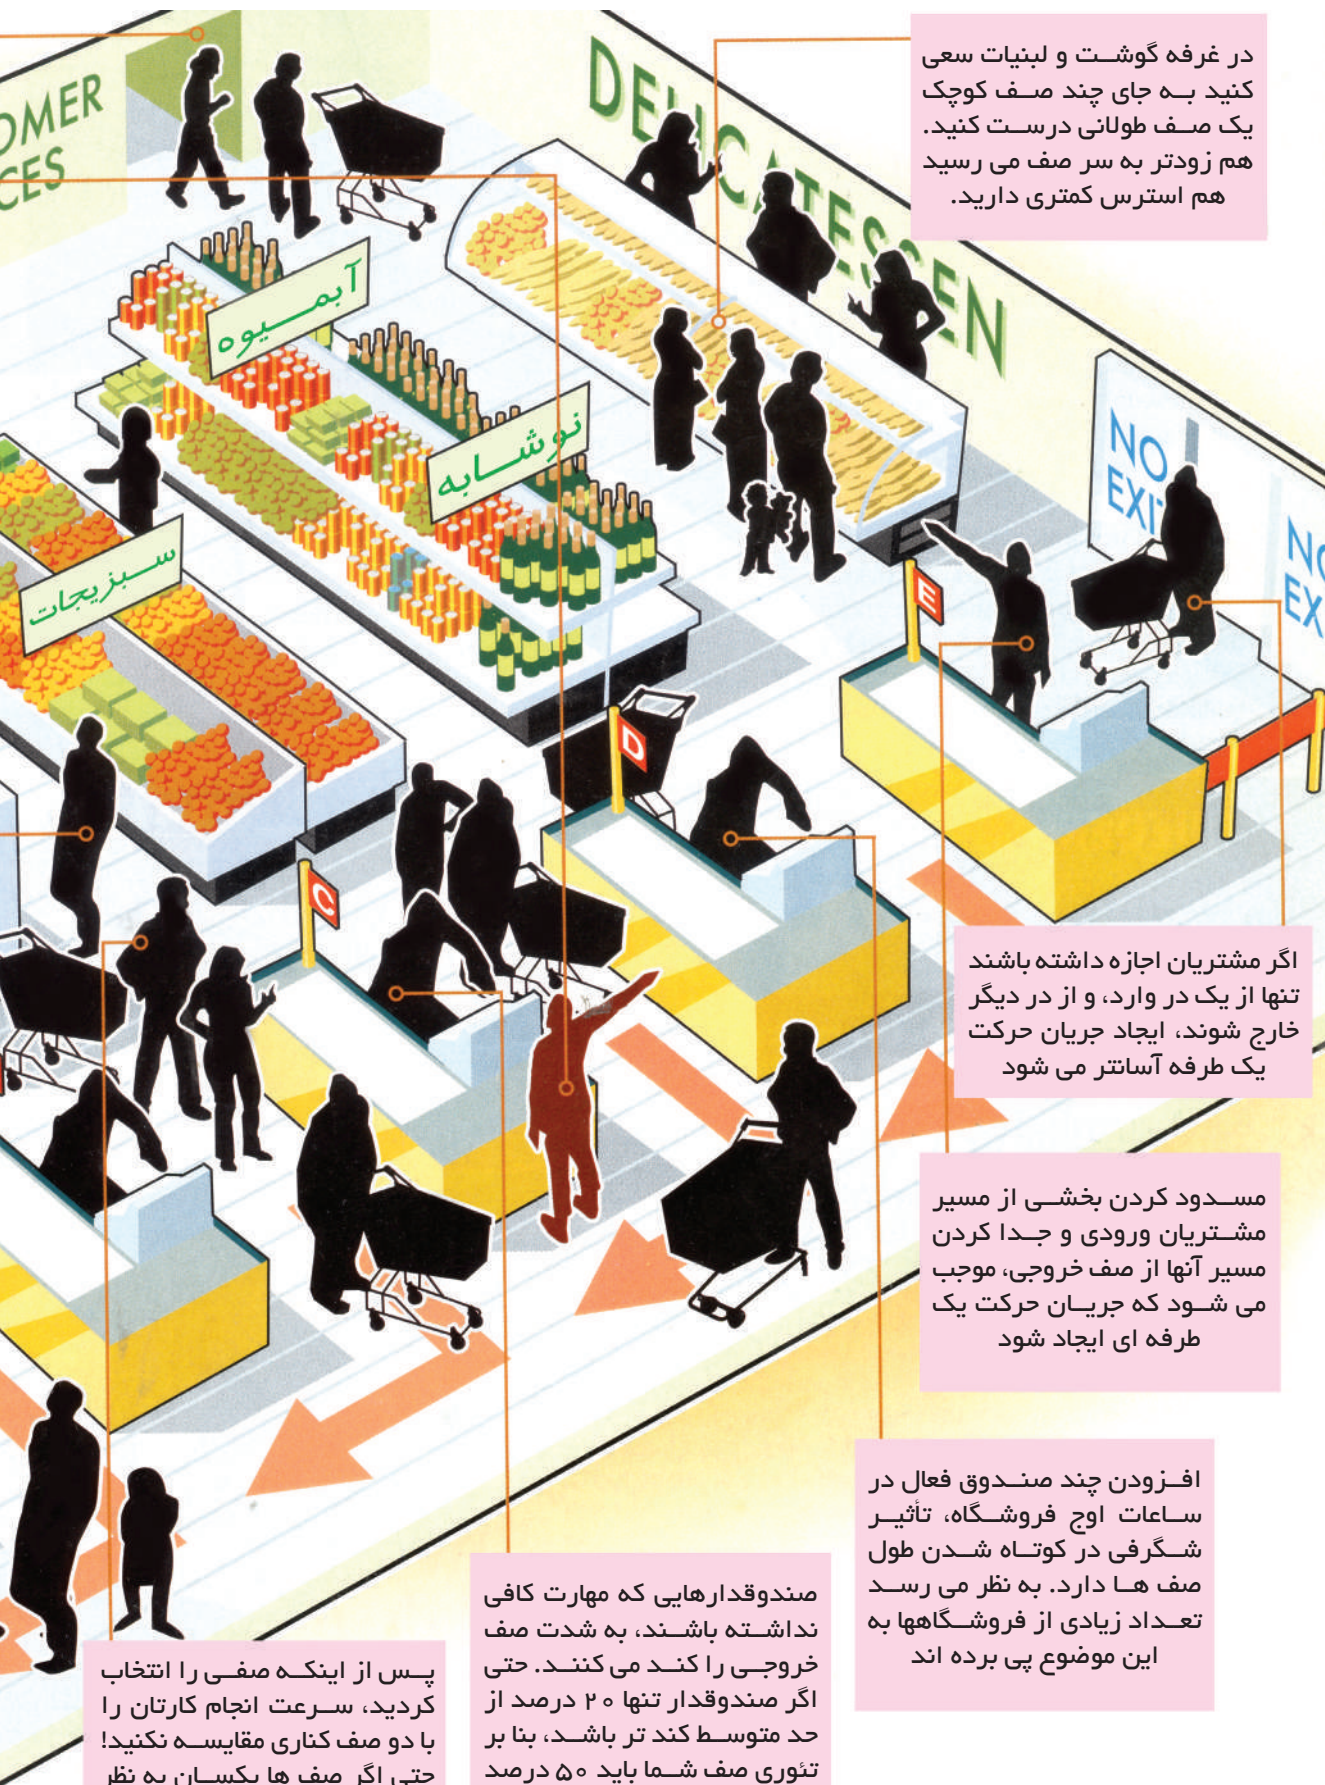 در غرفه گوشت و لبنیات سعی
کنید به جای چند صف کوچک
یک صف طولانی درست کنید.
هم زودتر به سر صف می رسید
هم استرس کمتری دارید.
OMER
CES
DELICATESSEN
آبمیوه
نوشابه
سبزیجات
NO
EXIT
NO
EX
E
D
C
اگر مشتریان اجازه داشته باشند
تنها از یک در وارد، و از در دیگر
خارج شوند، ایجاد جریان حرکت
یک طرفه آسانتر می شود
مسدود کردن بخشی از مسیر
مشتریان ورودی و جدا کردن
مسیر آنها از صف خروجی، موجب
می شود که جریان حرکت یک
طرفه ای ایجاد شود
افزودن چند صندوق فعال در
ساعات اوج فروشگاه، تأثیر
شگرفی در کوتاه شدن طول
صف ها دارد. به نظر می رسد
تعداد زیادی از فروشگاهها به
این موضوع پی برده اند
صندوقدارهایی که مهارت کافی
نداشته باشند، به شدت صف
خروجی را کند می کنند. حتی
اگر صندوقدار تنها ۲۰ درصد از
حد متوسط کند تر باشد، بنا بر
تئوری صف شما باید ۵۰ درصد
پس از اینکه صفی را انتخاب
کردید، سرعت انجام کارتان را
با دو صف کناری مقایسه نکنید!
حتی اگر صف ها یکسان به نظر